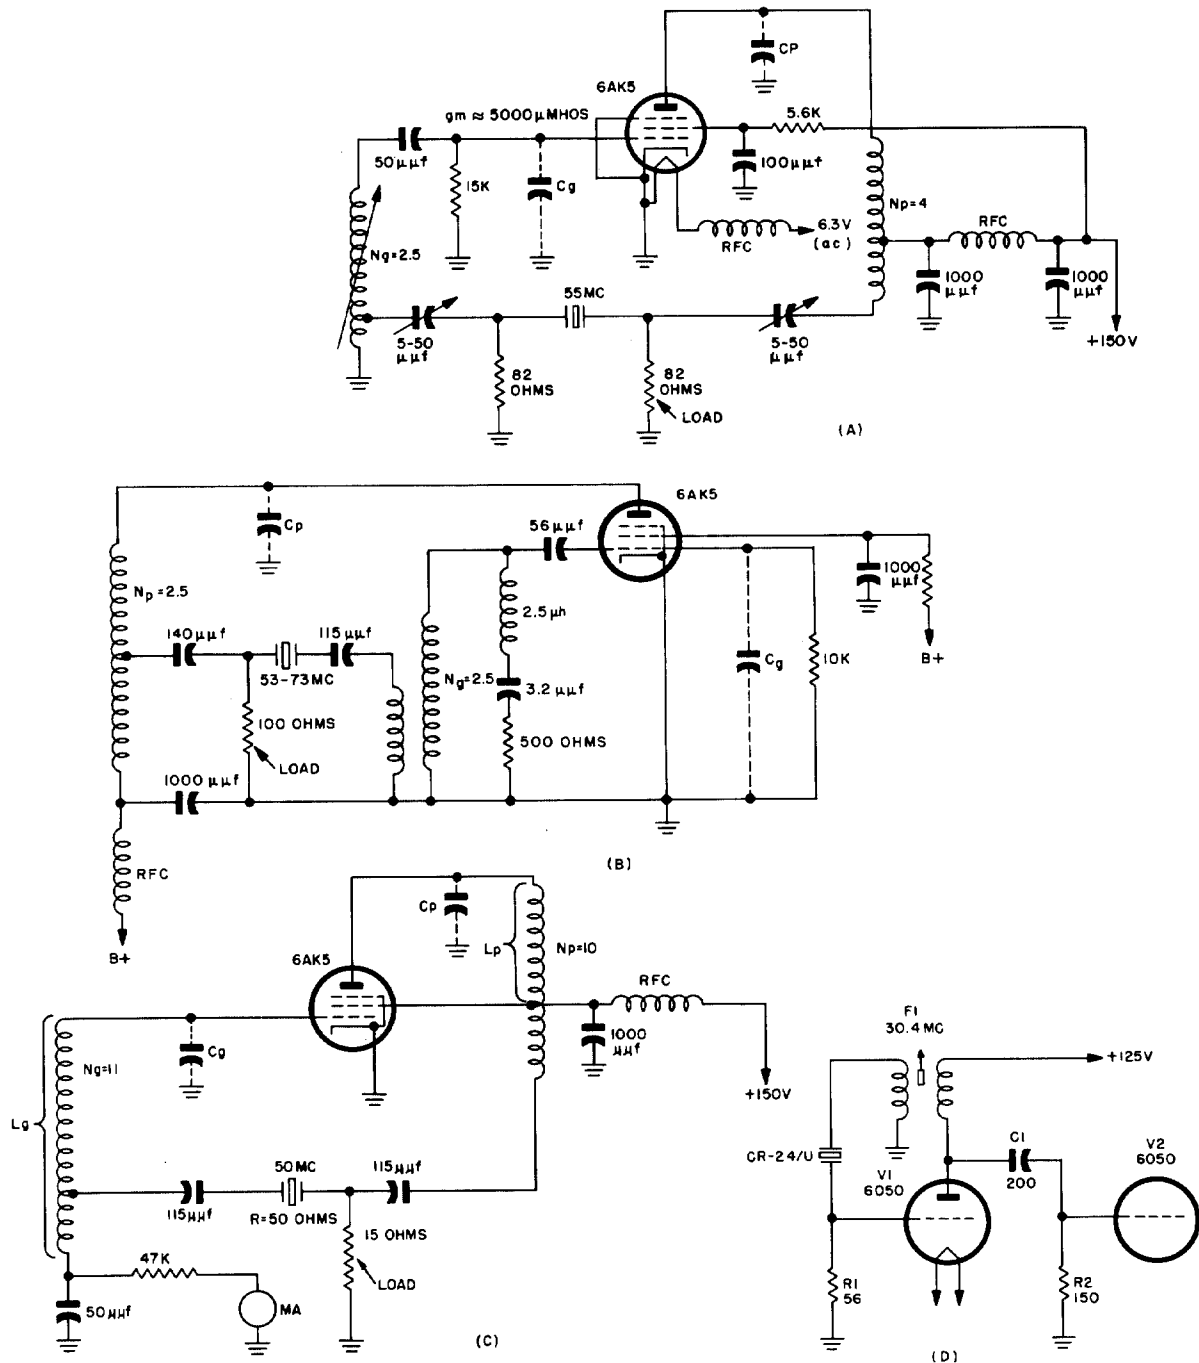 CP
6AK5
gm ≈ 5000 μMHOS
5.6K
50μμf
100μμf
15K
Cg
Np=4
6.3V
(ac)
RFC
RFC
Ng=2.5
1000
μμf
1000
μμf
55MC
5-50
μμf
5-50
μμf
+150V
82
OHMS
82
OHMS
LOAD
(A)
6AK5
Cp
56μμf
1000
μμf
Np=2.5
2.5μh
140μμf
115μμf
B+
Cg
10K
53-73MC
Ng=2.5
3.2μμf
100 OHMS
500 OHMS
LOAD
1000μμf
(B)
RFC
B+
Cp
Lp
Np=10
6AK5
RFC
1000
μμf
Cg
Ng=11
+150V
Lg
F1
30.4MC
+125V
50MC
115μμf
115μμf
R=50 OHMS
CR-24/U
C1
200
V1
6050
V2
6050
15 OHMS
LOAD
47K
50μμf
MA
R1
56
R2
150
(C)
(D)